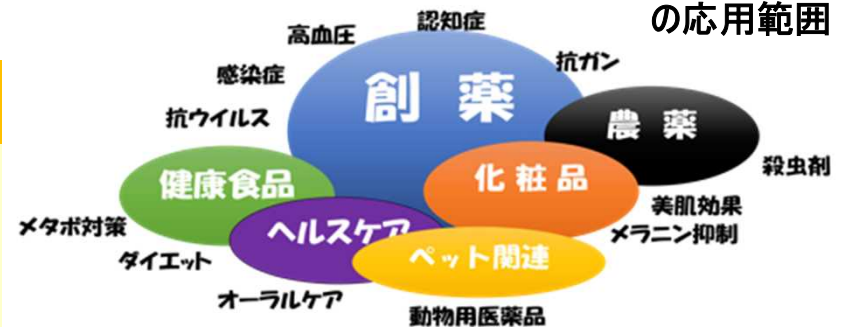 の応用範囲
認知症
高血圧
抗ガン
感染症
創薬
抗ウイルス
農薬
殺虫剤
健康食品
化粧品
美肌効果
メラニン抑制
メタボ対策
ヘルスケア
ダイエット
ペット関連
オーラルケア
動物用医薬品